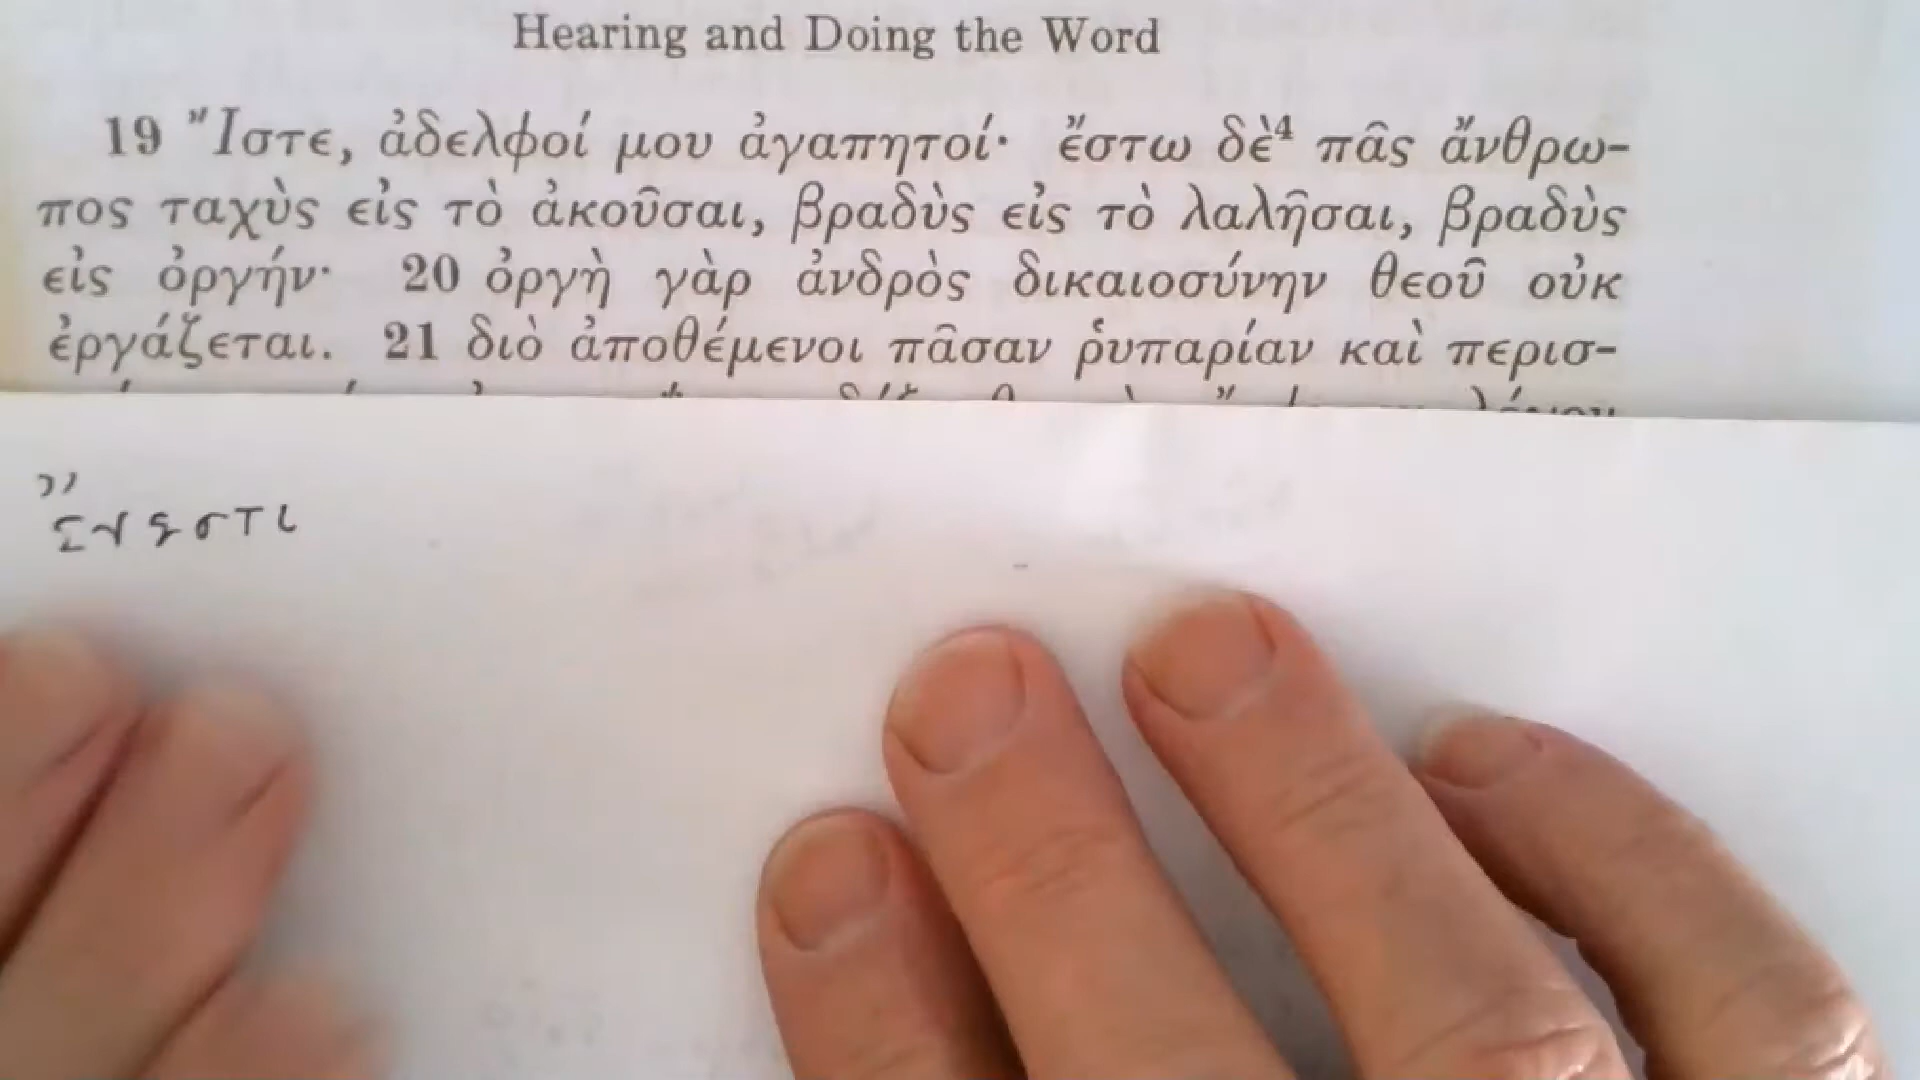 Hearing and Doing the Word
19 Ἴστε, ἀδελφοί μου ἀγαπητοί· ἔστω δὲ⁴ πᾶς ἄνθρω-
πος ταχὺς εἰς τὸ ἀκοῦσαι, βραδὺς εἰς τὸ λαλῆσαι, βραδὺς
εἰς ὀργήν· 20 ὀργὴ γὰρ ἀνδρὸς δικαιοσύνην θεοῦ οὐκ
ἐργάζεται. 21 διὸ ἀποθέμενοι πᾶσαν ῥυπαρίαν καὶ περισ-